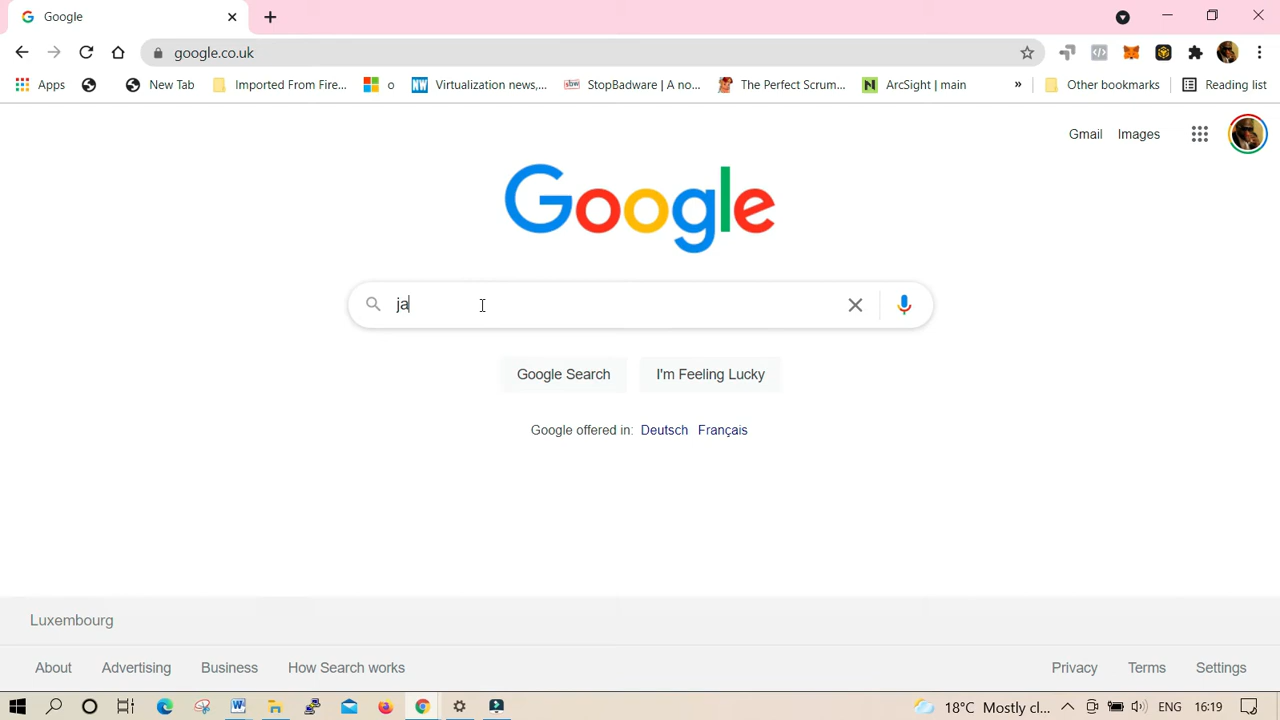 Google
google.co.uk
Apps New Tab Imported From Fire... o NW Virtualization news,... sbw StopBadware | A no... The Perfect Scrum... N ArcSight | main » Other bookmarks Reading list
Gmail Images
Google
ja
Google Search I'm Feeling Lucky
Google offered in: Deutsch Français
Luxembourg
About Advertising Business How Search works Privacy Terms Settings
W 18°C Mostly cl... ENG 16:19